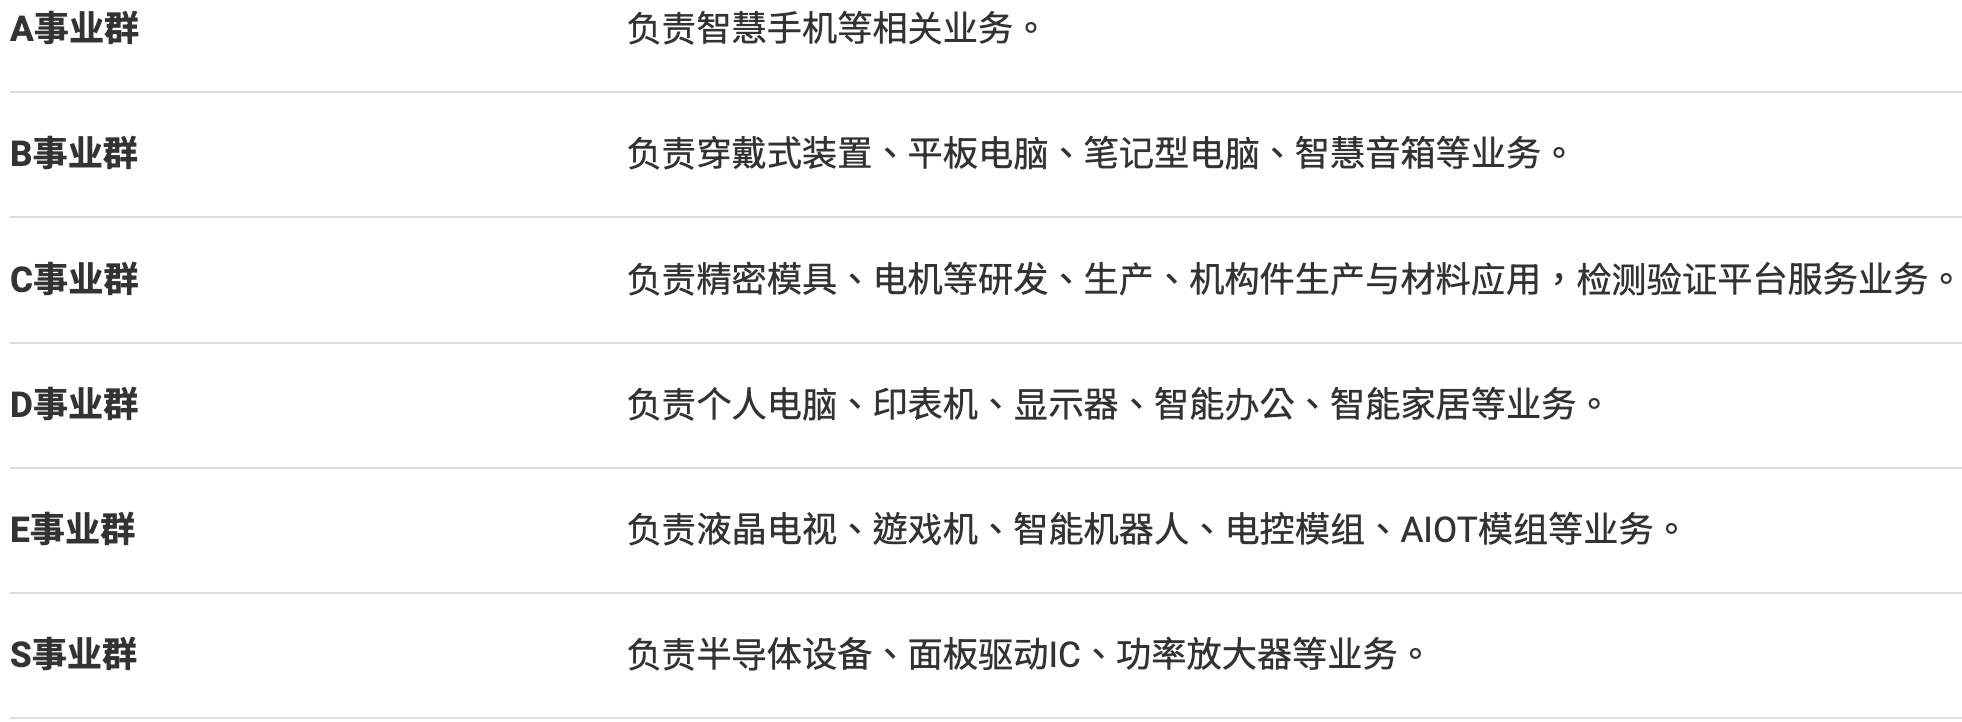 A事业群 负责智慧手机等相关业务。
B事业群 负责穿戴式装置、平板电脑、笔记型电脑、智慧音箱等业务。
C事业群 负责精密模具、电机等研发、生产、机构件生产与材料应用，检测验证平台服务业务。
D事业群 负责个人电脑、印表机、显示器、智能办公、智能家居等业务。
E事业群 负责液晶电视、遊戏机、智能机器人、电控模组、AIOT模组等业务。
S事业群 负责半导体设备、面板驱动IC、功率放大器等业务。